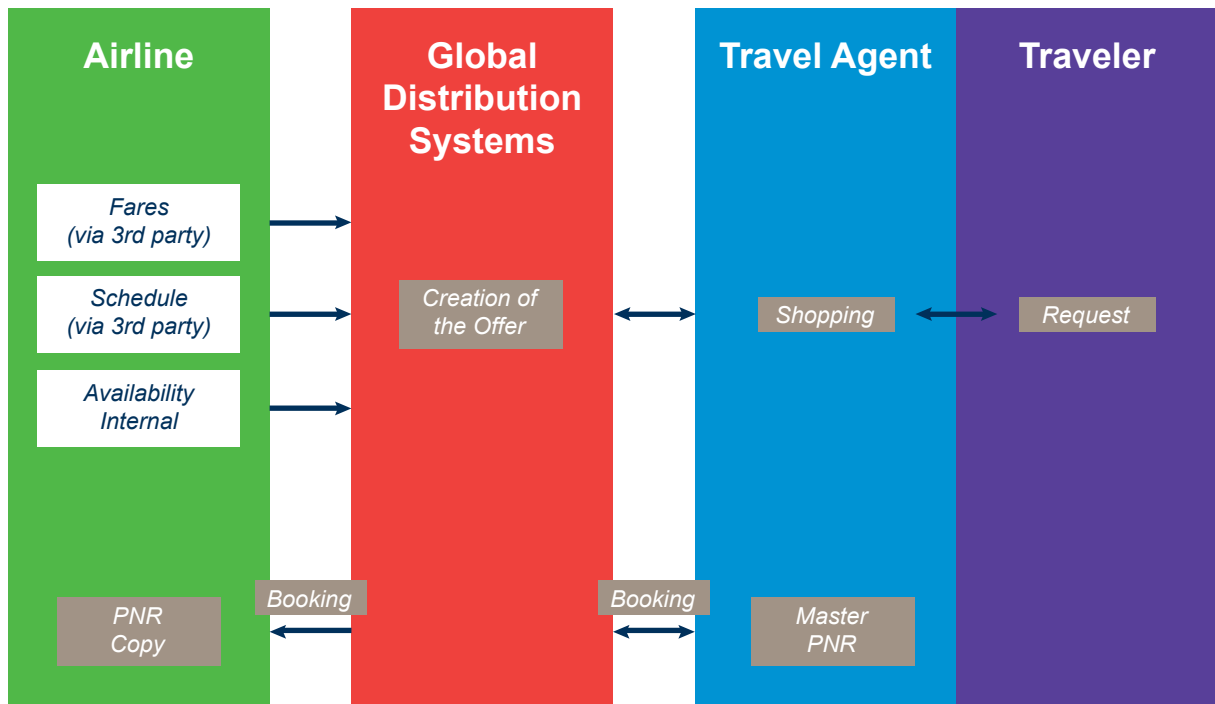 Airline
Global
Distribution
Systems
Travel Agent
Traveler
Fares
(via 3rd party)
Schedule
(via 3rd party)
Creation of
the Offer
Shopping
Request
Availability
Internal
Booking
Booking
PNR
Copy
Master
PNR